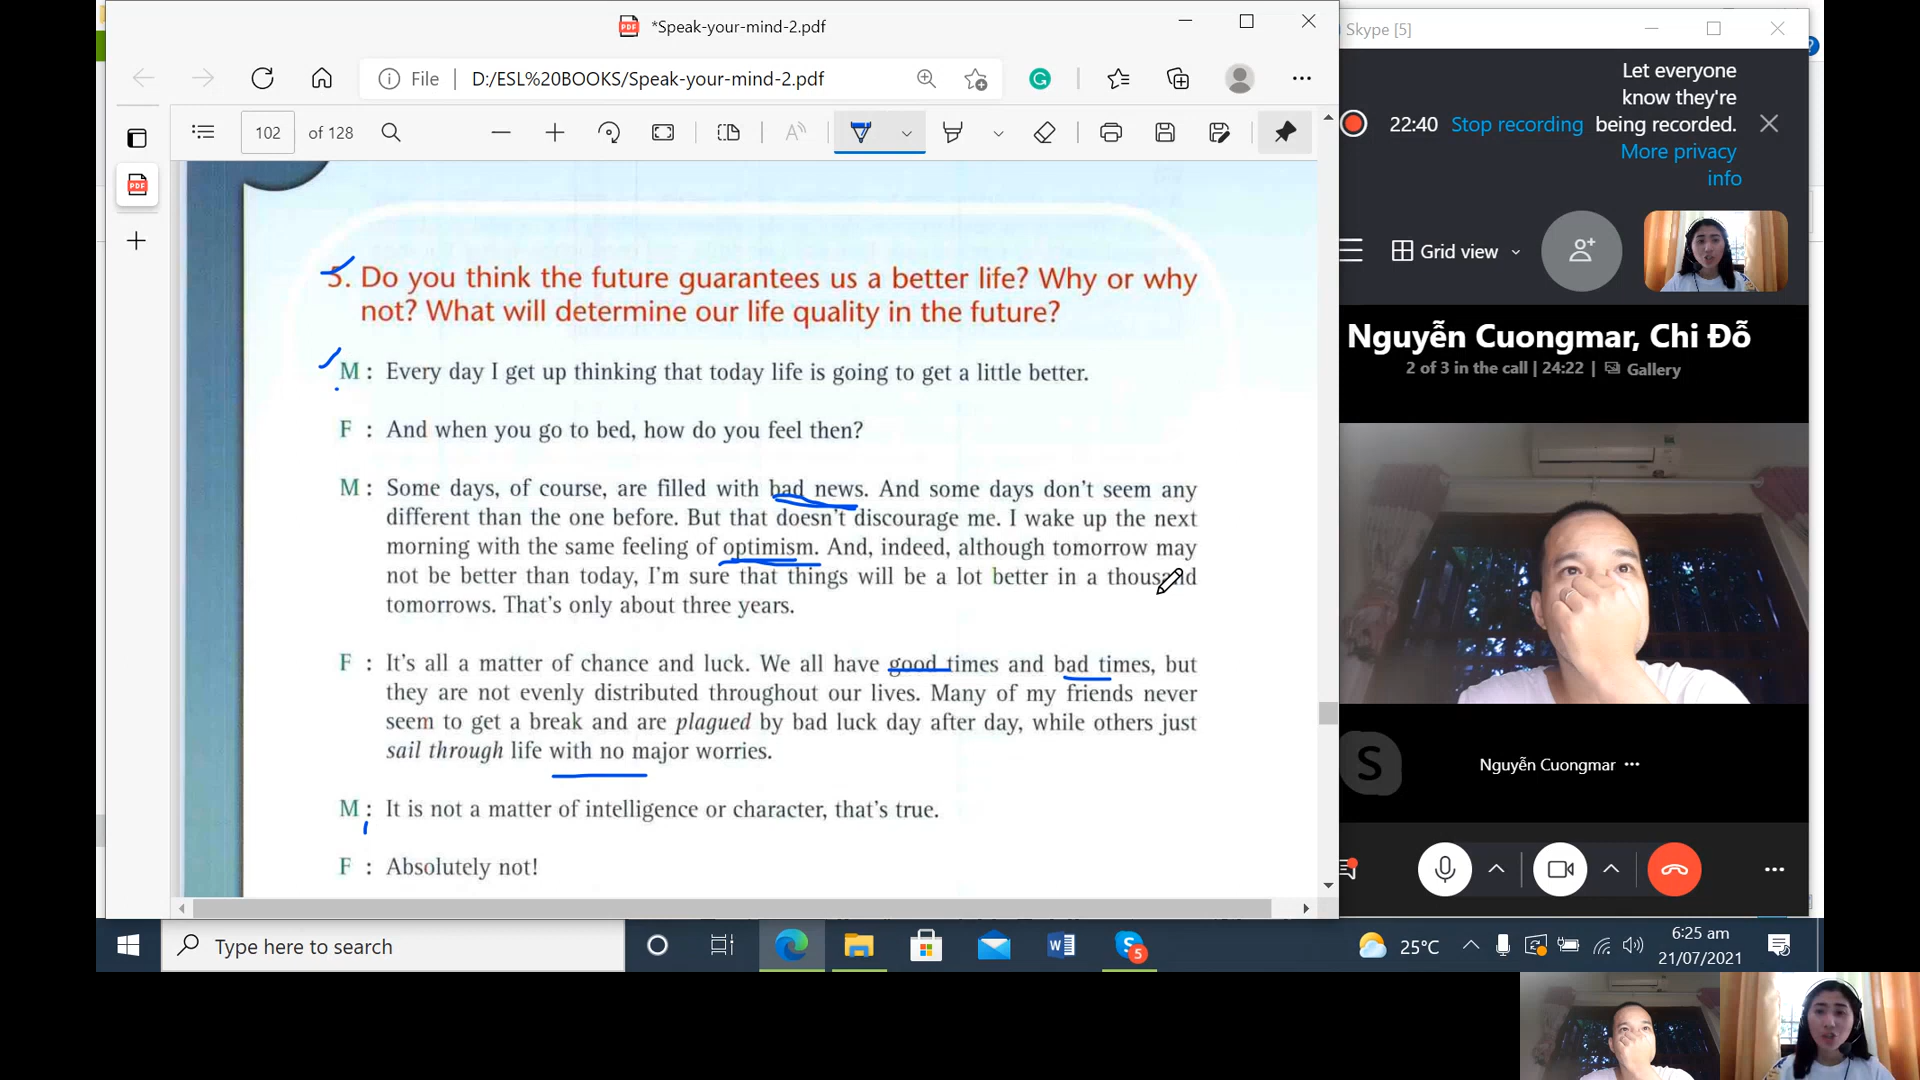 *Speak-your-mind-2.pdf
File D:/ESL%20BOOKS/Speak-your-mind-2.pdf
102 of 128
5. Do you think the future guarantees us a better life? Why or why
not? What will determine our life quality in the future?
M : Every day I get up thinking that today life is going to get a little better.
F : And when you go to bed, how do you feel then?
M : Some days, of course, are filled with bad news. And some days don't seem any
different than the one before. But that doesn't discourage me. I wake up the next
morning with the same feeling of optimism. And, indeed, although tomorrow may
not be better than today, I'm sure that things will be a lot better in a thousand
tomorrows. That's only about three years.
F : It's all a matter of chance and luck. We all have good times and bad times, but
they are not evenly distributed throughout our lives. Many of my friends never
seem to get a break and are plagued by bad luck day after day, while others just
sail through life with no major worries.
M : It is not a matter of intelligence or character, that's true.
F : Absolutely not!
Skype [5]
Let everyone
know they're
22:40 Stop recording being recorded.
More privacy
info
Grid view
Nguyễn Cuongmar, Chi Đỗ
2 of 3 in the call | 24:22 | Gallery
S
Nguyễn Cuongmar
Type here to search
25°C
6:25 am
21/07/2021